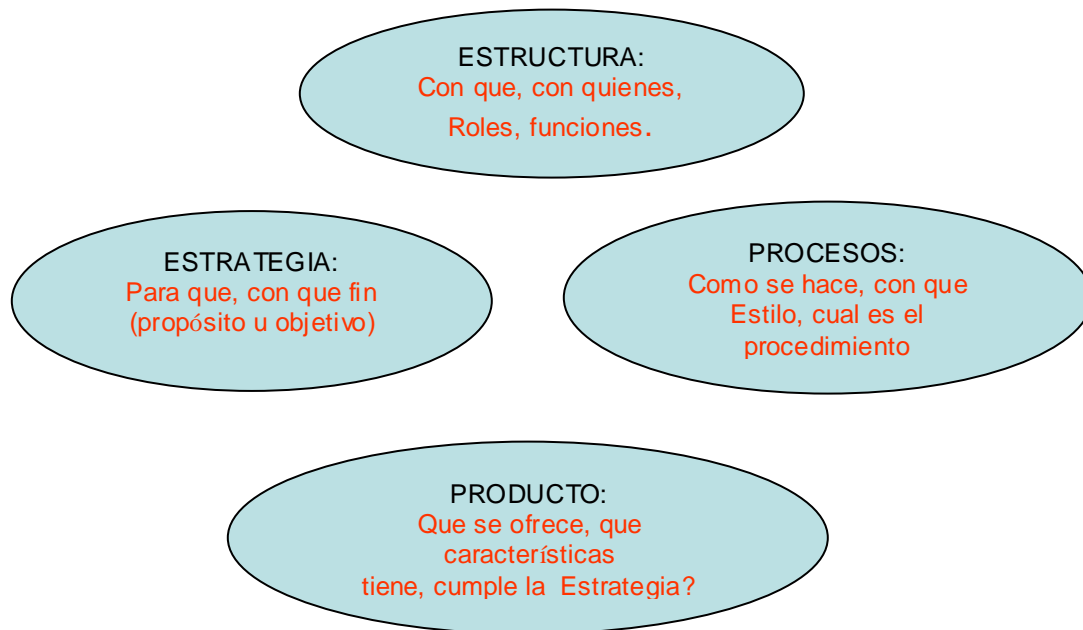 ESTRUCTURA:
Con que, con quienes,
Roles, funciones.
ESTRATEGIA:
Para que, con que fin
(propósito u objetivo)
PROCESOS:
Como se hace, con que
Estilo, cual es el
procedimiento
PRODUCTO:
Que se ofrece, que
características
tiene, cumple la Estrategia?